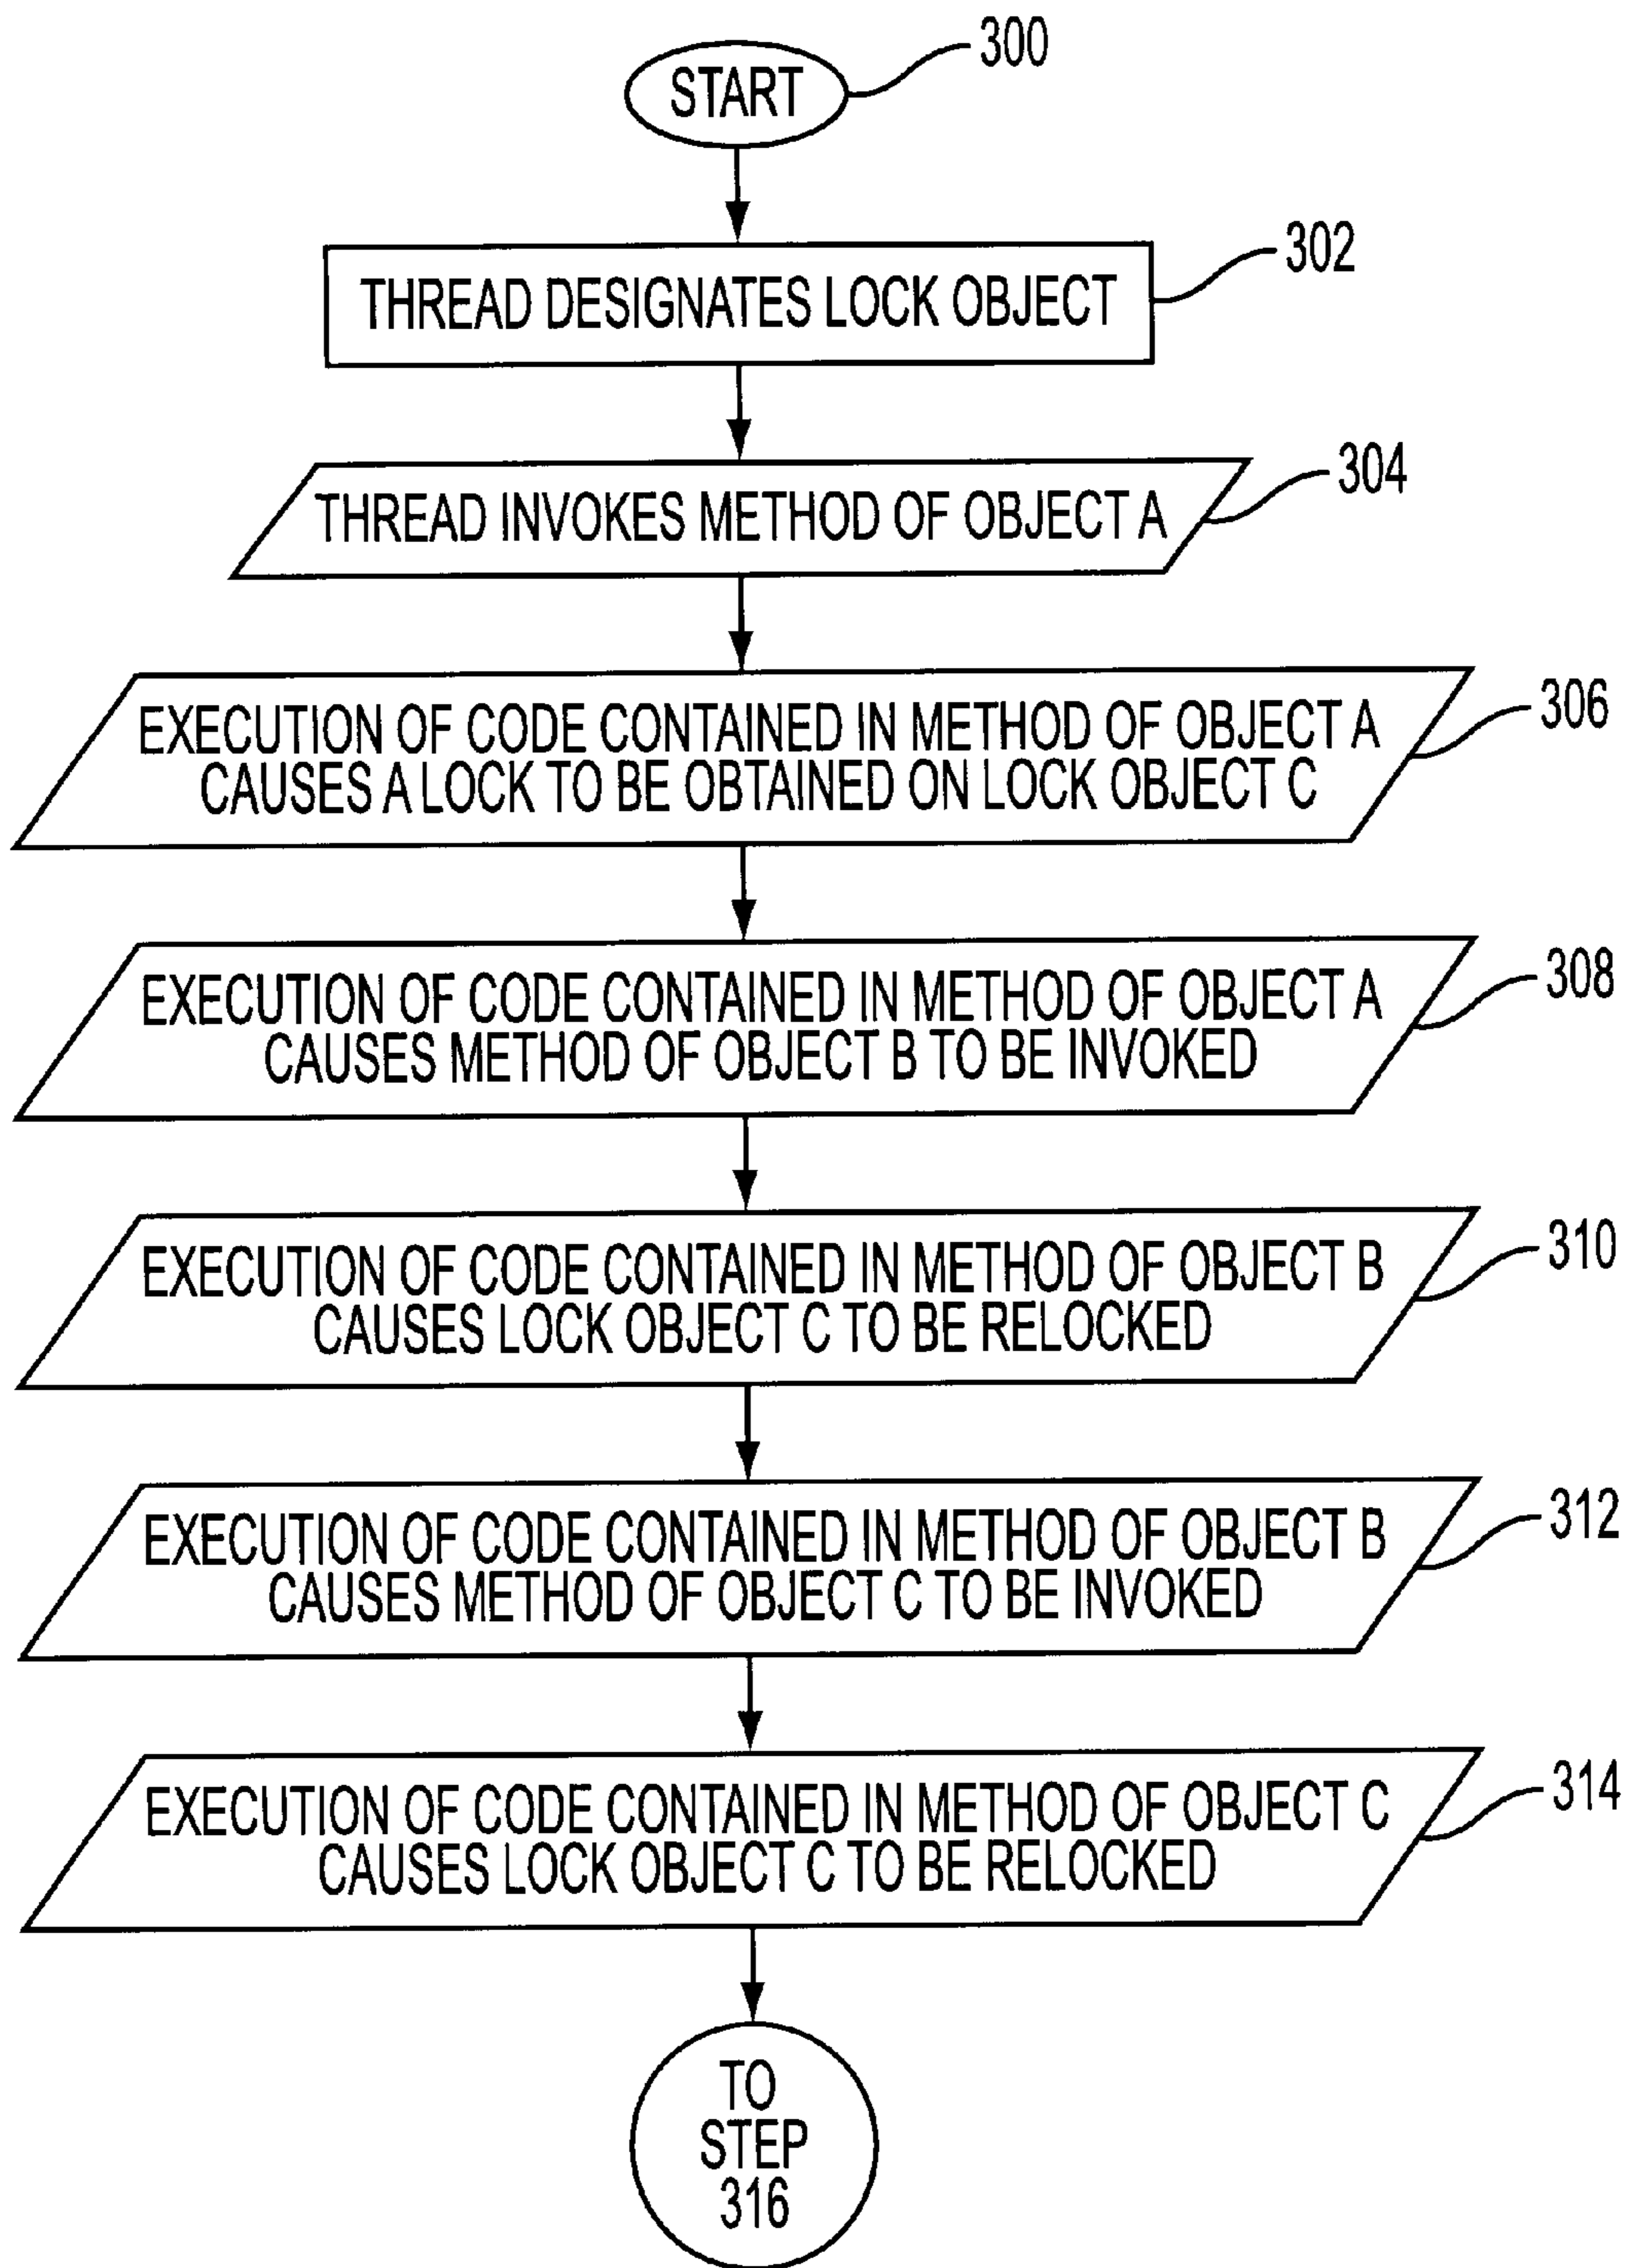 300
START
302
THREAD DESIGNATES LOCK OBJECT
304
THREAD INVOKES METHOD OF OBJECT A
306
EXECUTION OF CODE CONTAINED IN METHOD OF OBJECT A
CAUSES A LOCK TO BE OBTAINED ON LOCK OBJECT C
308
EXECUTION OF CODE CONTAINED IN METHOD OF OBJECT A
CAUSES METHOD OF OBJECT B TO BE INVOKED
310
EXECUTION OF CODE CONTAINED IN METHOD OF OBJECT B
CAUSES LOCK OBJECT C TO BE RELOCKED
312
EXECUTION OF CODE CONTAINED IN METHOD OF OBJECT B
CAUSES METHOD OF OBJECT C TO BE INVOKED
314
EXECUTION OF CODE CONTAINED IN METHOD OF OBJECT C
CAUSES LOCK OBJECT C TO BE RELOCKED
TO
STEP
316